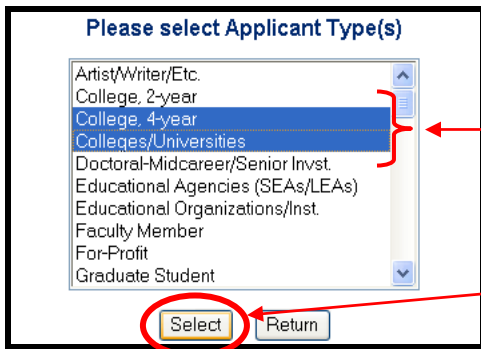 Please select Applicant Type(s)
Artist/Writer/Etc.
College, 2-year
College, 4-year
Colleges/Universities
Doctoral-Midcareer/Senior Invst.
Educational Agencies (SEAs/LEAs)
Educational Organizations/Inst.
Faculty Member
For-Profit
Graduate Student
Select Return